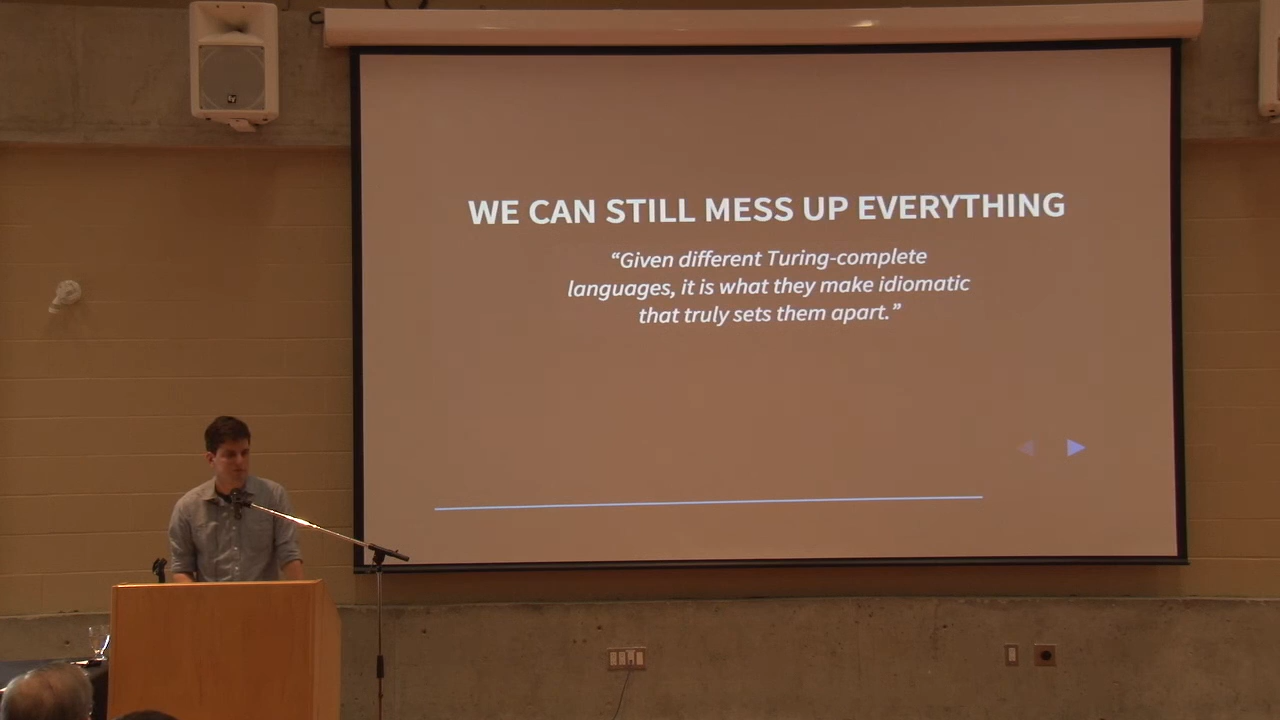 WE CAN STILL MESS UP EVERYTHING
“Given different Turing-complete
languages, it is what they make idiomatic
that truly sets them apart.”